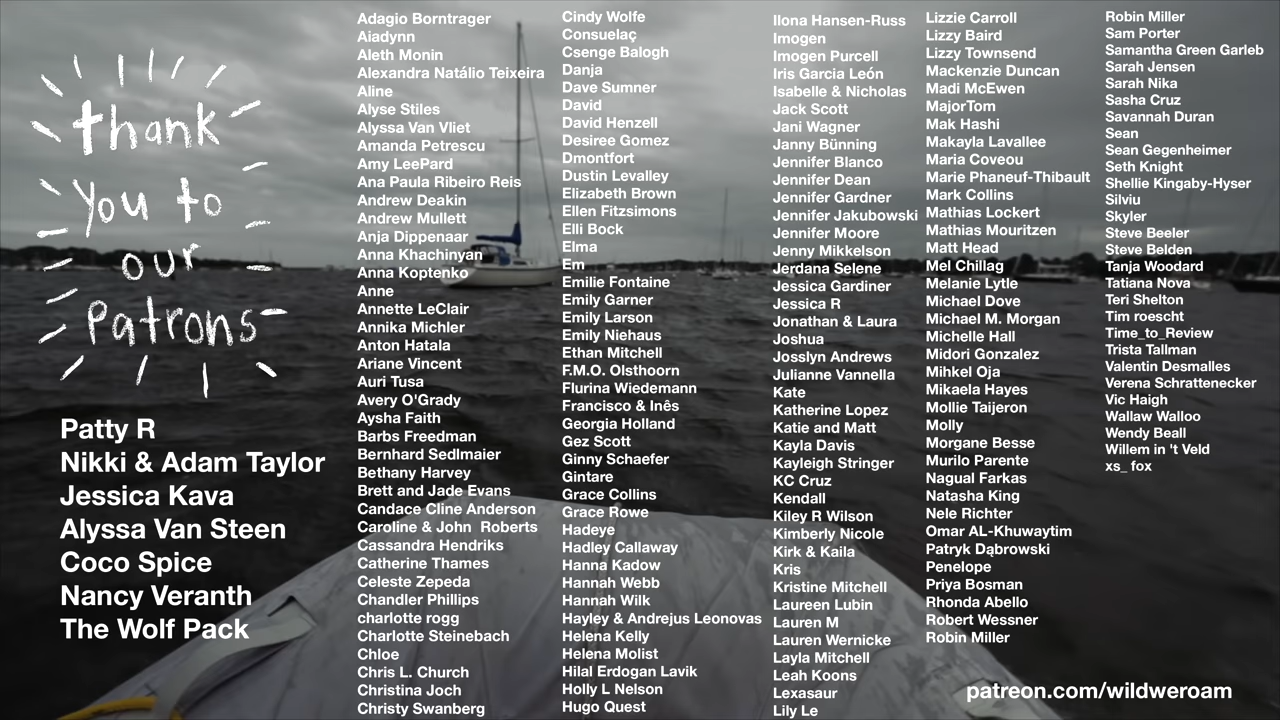 thank
you to
our
Patrons
Patty R
Nikki & Adam Taylor
Jessica Kava
Alyssa Van Steen
Coco Spice
Nancy Veranth
The Wolf Pack
Adagio Borntrager
Aiadynn
Aleth Monin
Alexandra Natálio Teixeira
Aline
Alyse Stiles
Alyssa Van Vliet
Amanda Petrescu
Amy LeePard
Ana Paula Ribeiro Reis
Andrew Deakin
Andrew Mullett
Anja Dippenaar
Anna Khachinyan
Anna Koptenko
Anne
Annette LeClair
Annika Michler
Anton Hatala
Ariane Vincent
Auri Tusa
Avery O'Grady
Aysha Faith
Barbs Freedman
Bernhard Sedlmaier
Bethany Harvey
Brett and Jade Evans
Candace Cline Anderson
Caroline & John  Roberts
Cassandra Hendriks
Catherine Thames
Celeste Zepeda
Chandler Phillips
charlotte rogg
Charlotte Steinebach
Chloe
Chris L. Church
Christina Joch
Christy Swanberg
Cindy Wolfe
Consuelaç
Csenge Balogh
Danja
Dave Sumner
David
David Henzell
Desiree Gomez
Dmontfort
Dustin Levalley
Elizabeth Brown
Ellen Fitzsimons
Elli Bock
Elma
Em
Emilie Fontaine
Emily Garner
Emily Larson
Emily Niehaus
Ethan Mitchell
F.M.O. Olsthoorn
Flurina Wiedemann
Francisco & Inês
Georgia Holland
Gez Scott
Ginny Schaefer
Gintare
Grace Collins
Grace Rowe
Hadeye
Hadley Callaway
Hanna Kadow
Hannah Webb
Hannah Wilk
Hayley & Andrejus Leonovas
Helena Kelly
Helena Molist
Hilal Erdogan Lavik
Holly L Nelson
Hugo Quest
Ilona Hansen-Russ
Imogen
Imogen Purcell
Iris Garcia León
Isabelle & Nicholas
Jack Scott
Jani Wagner
Janny Bünning
Jennifer Blanco
Jennifer Dean
Jennifer Gardner
Jennifer Jakubowski
Jennifer Moore
Jenny Mikkelson
Jerdana Selene
Jessica Gardiner
Jessica R
Jonathan & Laura
Joshua
Josslyn Andrews
Julianne Vannella
Kate
Katherine Lopez
Katie and Matt
Kayla Davis
Kayleigh Stringer
KC Cruz
Kendall
Kiley R Wilson
Kimberly Nicole
Kirk & Kaila
Kris
Kristine Mitchell
Laureen Lubin
Lauren M
Lauren Wernicke
Layla Mitchell
Leah Koons
Lexasaur
Lily Le
Lizzie Carroll
Lizzy Baird
Lizzy Townsend
Mackenzie Duncan
Madi McEwen
MajorTom
Mak Hashi
Makayla Lavallee
Maria Coveou
Marie Phaneuf-Thibault
Mark Collins
Mathias Lockert
Mathias Mouritzen
Matt Head
Mel Chillag
Melanie Lytle
Michael Dove
Michael M. Morgan
Michelle Hall
Midori Gonzalez
Mihkel Oja
Mikaela Hayes
Mollie Taijeron
Molly
Morgane Besse
Murilo Parente
Nagual Farkas
Natasha King
Nele Richter
Omar AL-Khuwaytim
Patryk Dąbrowski
Penelope
Priya Bosman
Rhonda Abello
Robert Wessner
Robin Miller
Robin Miller
Sam Porter
Samantha Green Garleb
Sarah Jensen
Sarah Nika
Sasha Cruz
Savannah Duran
Sean
Sean Gegenheimer
Seth Knight
Shellie Kingaby-Hyser
Silviu
Skyler
Steve Beeler
Steve Belden
Tanja Woodard
Tatiana Nova
Teri Shelton
Tim roescht
Time_to_Review
Trista Tallman
Valentin Desmalles
Verena Schrattenecker
Vic Haigh
Wallaw Walloo
Wendy Beall
Willem in 't Veld
xs_ fox
patreon.com/wildweroam